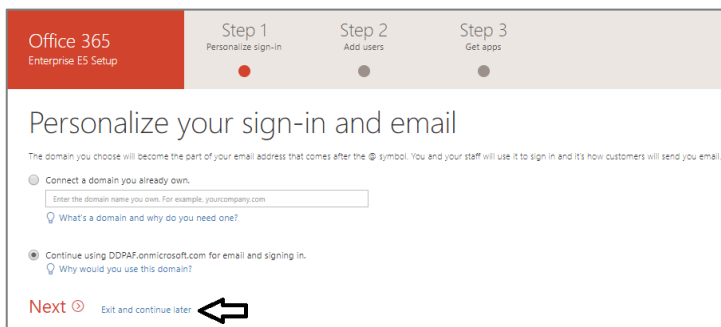 Office 365
Enterprise E5 Setup
Step 1
Personalize sign-in
Step 2
Add users
Step 3
Get apps
Personalize your sign-in and email
The domain you choose will become the part of your email address that comes after the @ symbol. You and your staff will use it to sign in and it's how customers will send you email.
Connect a domain you already own.
Enter the domain name you own. For example, yourcompany.com
What's a domain and why do you need one?
Continue using DDPAF.onmicrosoft.com for email and signing in.
Why would you use this domain?
Next
Exit and continue later